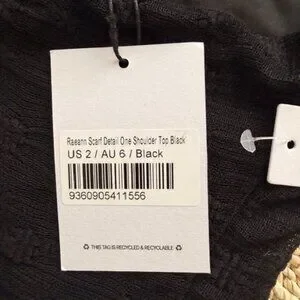 Raeann Scarf Detail One Shoulder Top Black
US 2 / AU 6 / Black
9360905411556
THIS TAG IS RECYCLED & RECYCLABLE